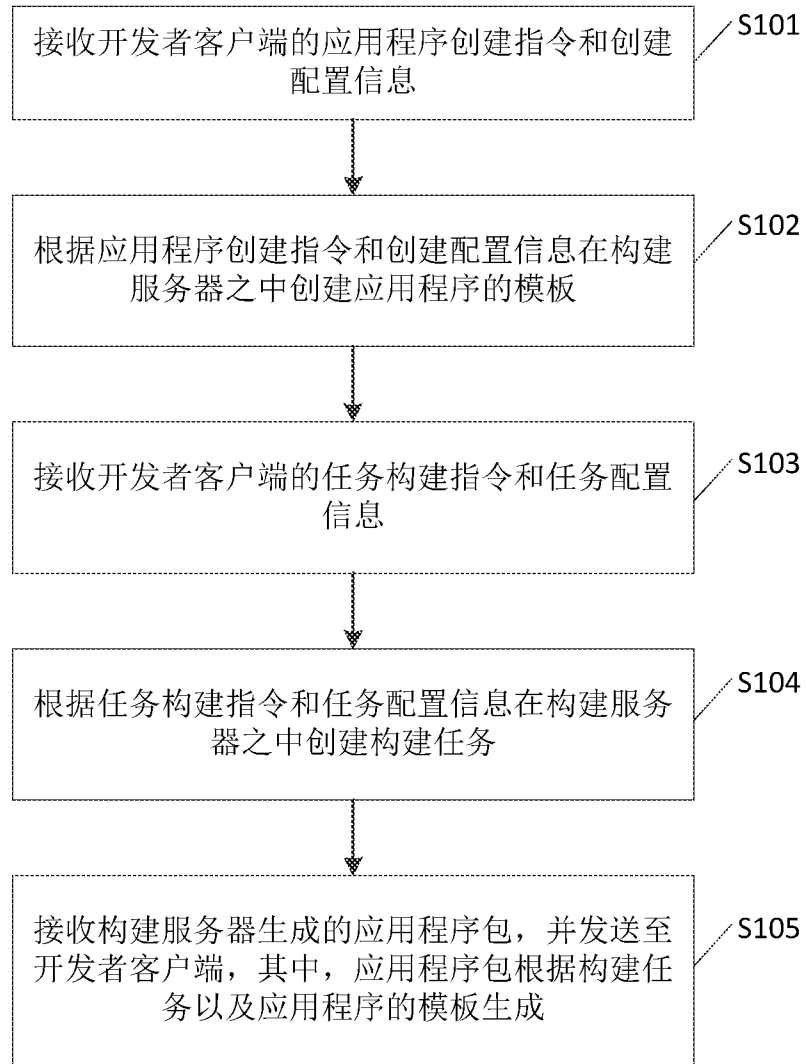 接收开发者客户端的应用程序创建指令和创建
配置信息
S101
根据应用程序创建指令和创建配置信息在构建
服务器之中创建应用程序的模板
S102
接收开发者客户端的任务构建指令和任务配置
信息
S103
根据任务构建指令和任务配置信息在构建服务
器之中创建构建任务
S104
接收构建服务器生成的应用程序包，并发送至
开发者客户端，其中，应用程序包根据构建任
务以及应用程序的模板生成
S105